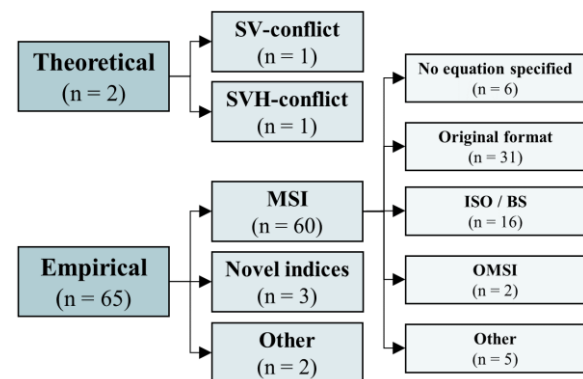 Theoretical
(n = 2)
SV-conflict
(n = 1)
SVH-conflict
(n = 1)
Empirical
(n = 65)
MSI
(n = 60)
Novel indices
(n = 3)
Other
(n = 2)
No equation specified
(n = 6)
Original format
(n = 31)
ISO / BS
(n = 16)
OMSI
(n = 2)
Other
(n = 5)